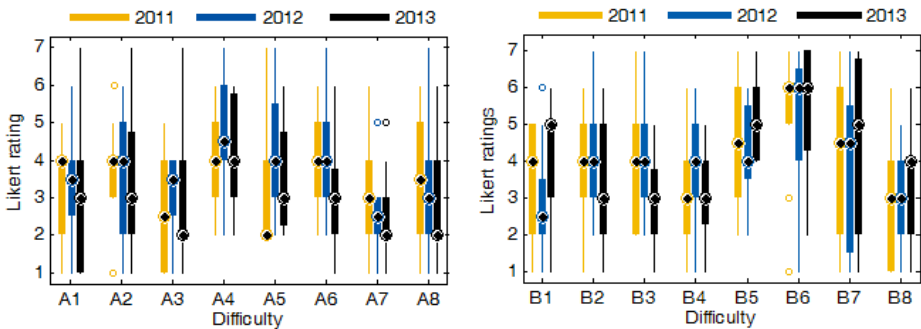 2011 2012 2013
Likert rating
7
6
5
4
3
2
1
A1 A2 A3 A4 A5 A6 A7 A8
Difficulty
2011 2012 2013
Likert ratings
7
6
5
4
3
2
1
B1 B2 B3 B4 B5 B6 B7 B8
Difficulty